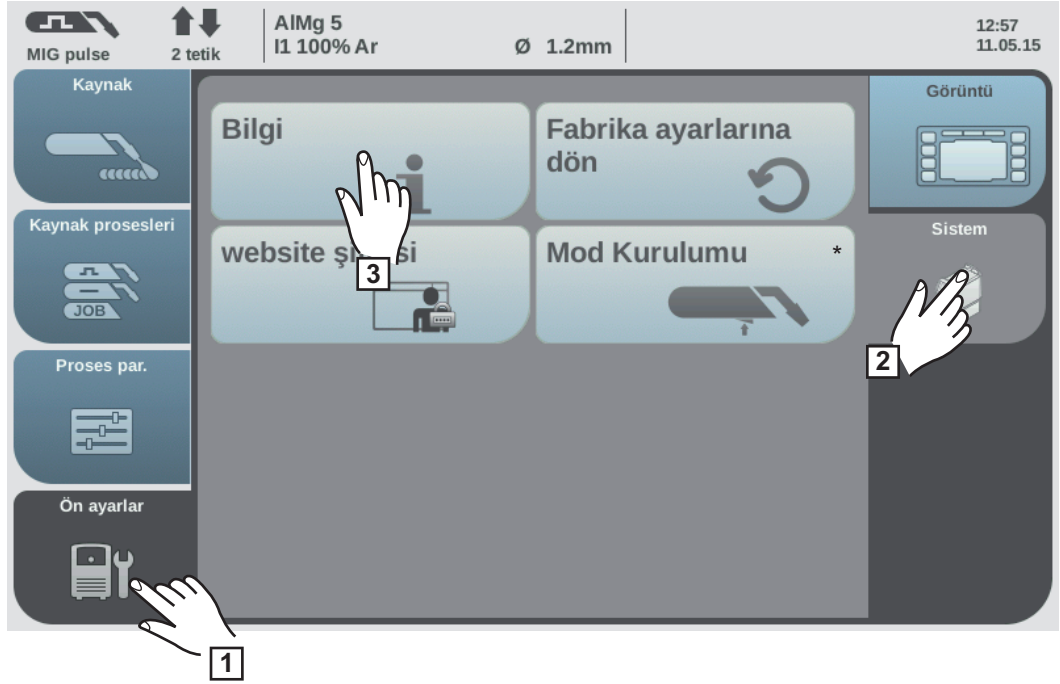 MIG pulse
2 tetik
AlMg 5
I1 100% Ar
Ø 1.2mm
12:57
11.05.15
Kaynak
Kaynak prosesleri
JOB
Proses par.
Ön ayarlar
Bilgi
Fabrika ayarlarına
dön
website
Mod Kurulumu *
Görüntü
Sistem
1
2
3